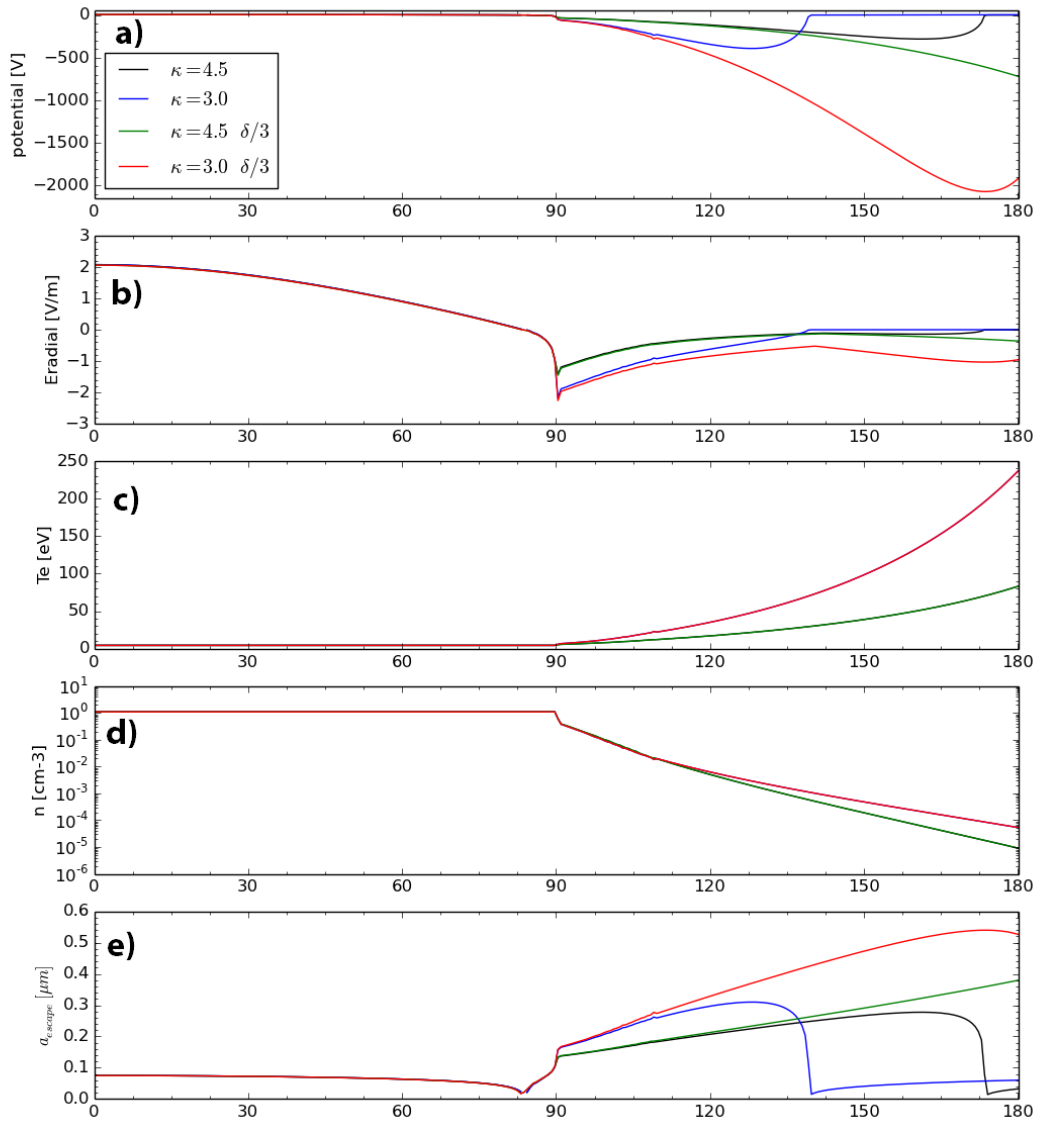 a)
potential [V]
0
−500
−1000
−1500
−2000
κ=4.5
κ=3.0
κ=4.5 δ/3
κ=3.0 δ/3
0 30 60 90 120 150 180
b)
Eradial [V/m]
3
2
1
0
−1
−2
−3
0 30 60 90 120 150 180
c)
Te [eV]
250
200
150
100
50
0
0 30 60 90 120 150 180
d)
n [cm-3]
10^1
10^0
10^-1
10^-2
10^-3
10^-4
10^-5
10^-6
0 30 60 90 120 150 180
e)
a_escape [μm]
0.6
0.5
0.4
0.3
0.2
0.1
0.0
0 30 60 90 120 150 180